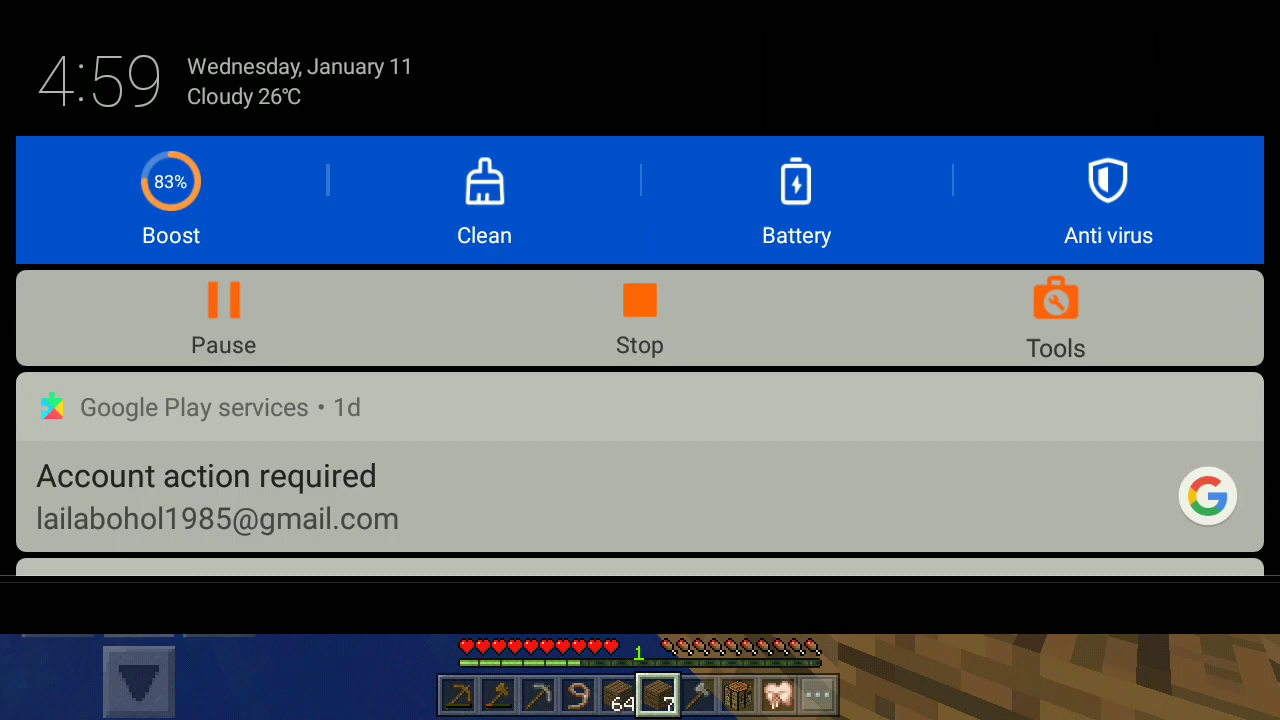 4:59
Wednesday, January 11
Cloudy 26℃
83%
Boost
Clean
Battery
Anti virus
Pause
Stop
Tools
Google Play services • 1d
Account action required
lailabohol1985@gmail.com
1
64
7